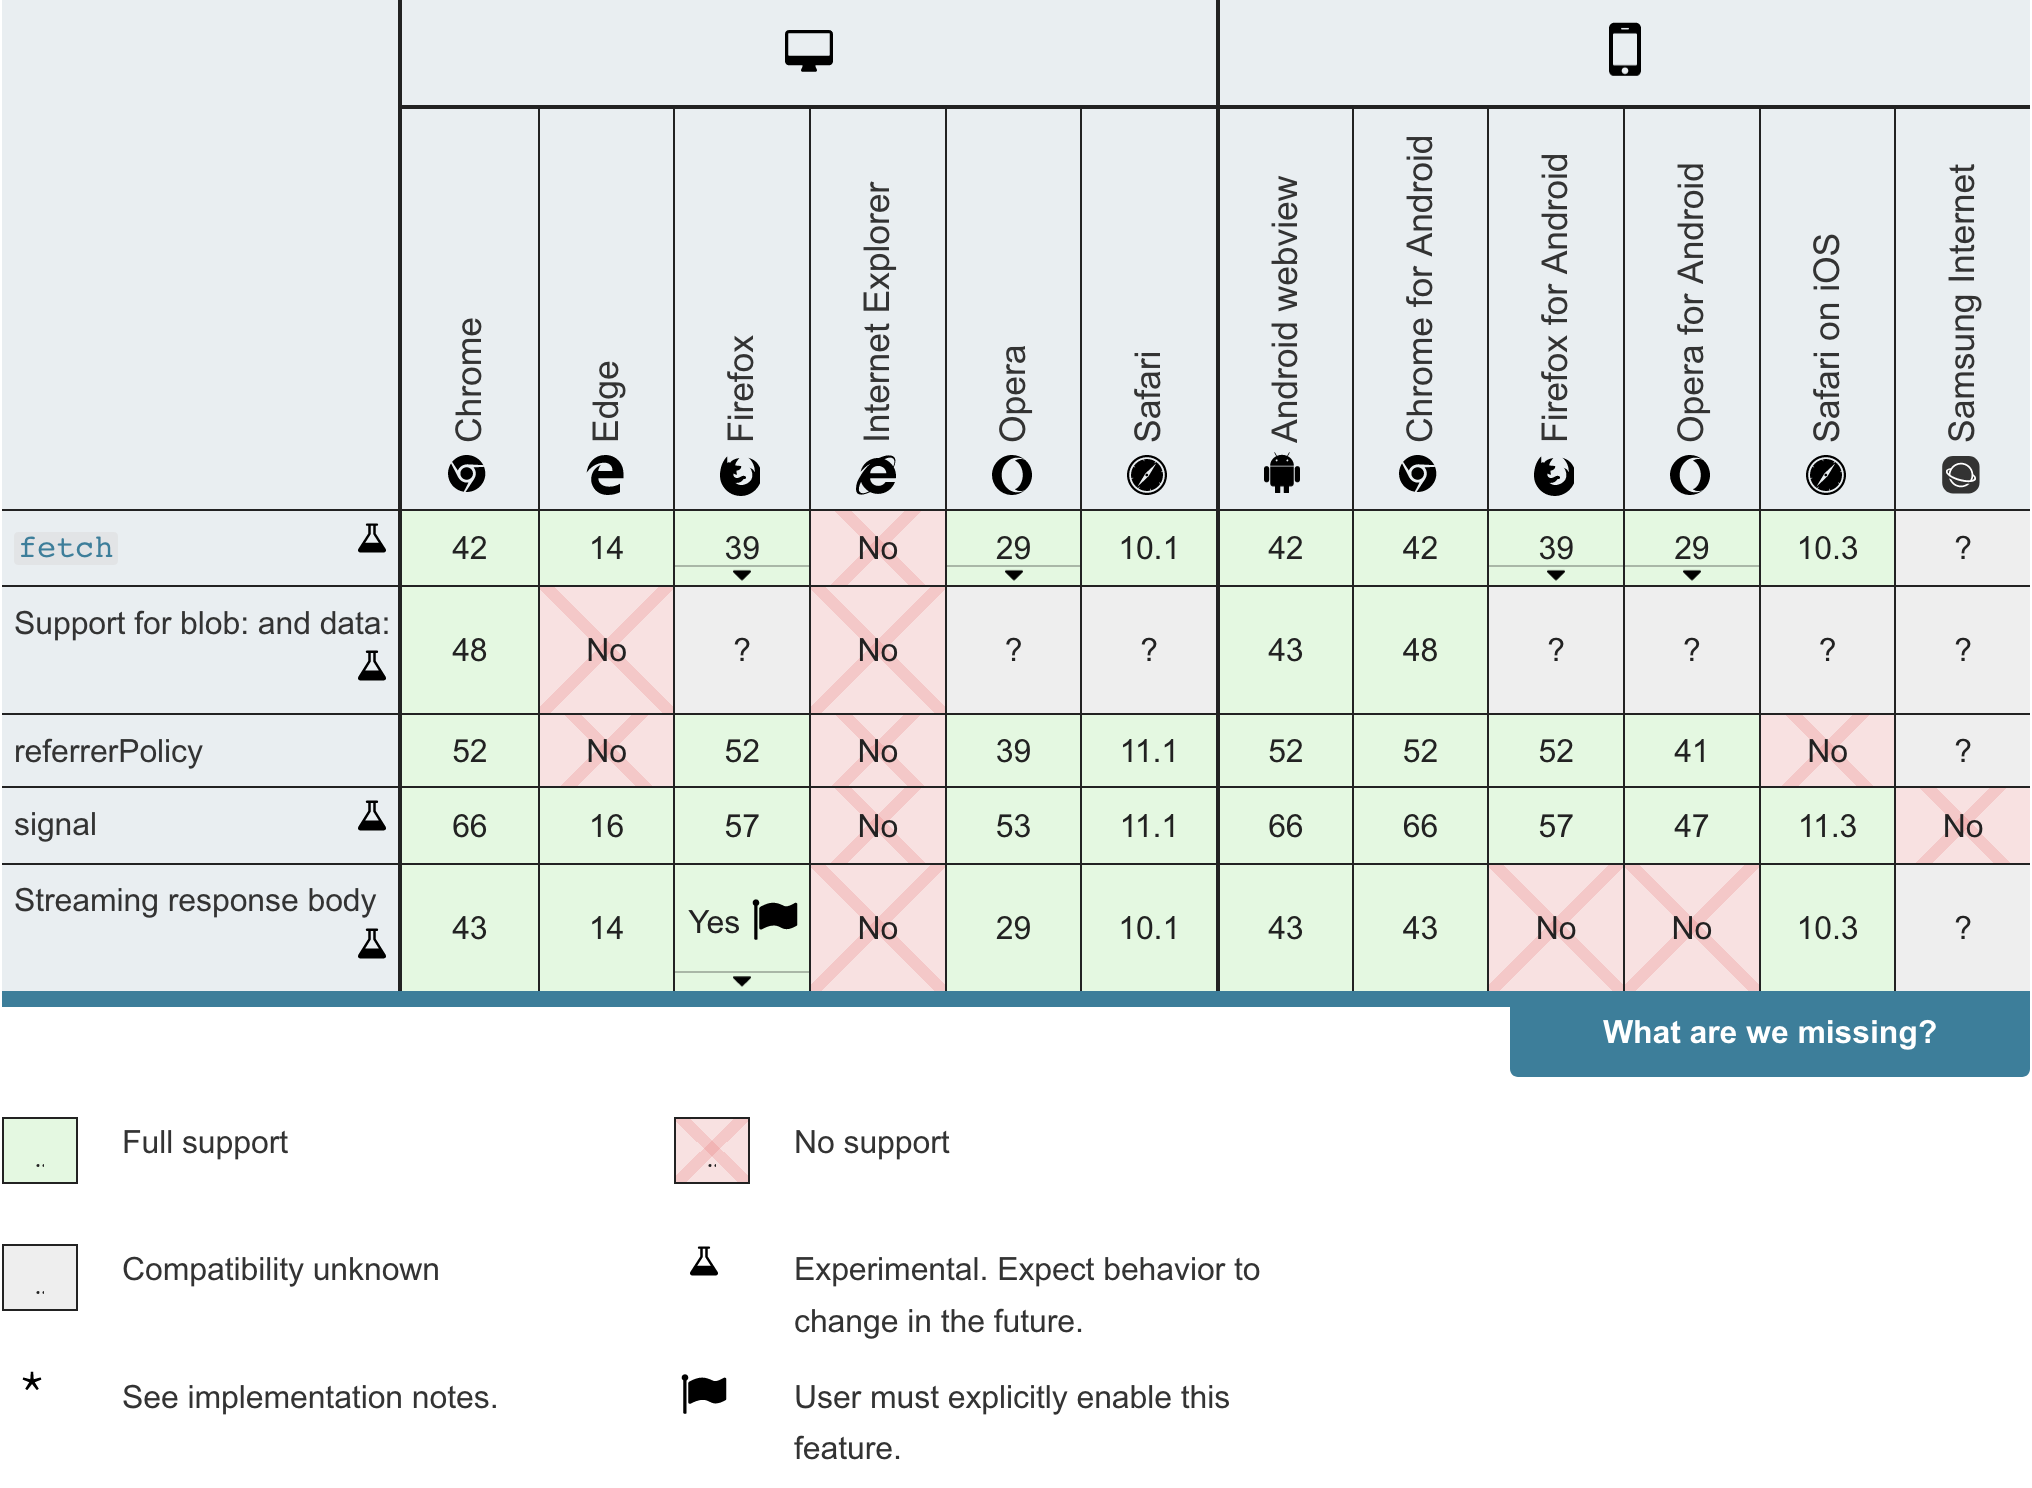 Chrome
Edge
Firefox
Internet Explorer
Opera
Safari
Android webview
Chrome for Android
Firefox for Android
Opera for Android
Safari on iOS
Samsung Internet
fetch 42 14 39 No 29 10.1 42 42 39 29 10.3 ?
Support for blob: and data: 48 No ? No ? ? 43 48 ? ? ? ?
referrerPolicy 52 No 52 No 39 11.1 52 52 52 41 No ?
signal 66 16 57 No 53 11.1 66 66 57 47 11.3 No
Streaming response body 43 14 Yes No 29 10.1 43 43 No No 10.3 ?
What are we missing?
.. Full support
.. No support
.. Compatibility unknown
Experimental. Expect behavior to
change in the future.
* See implementation notes.
User must explicitly enable this
feature.